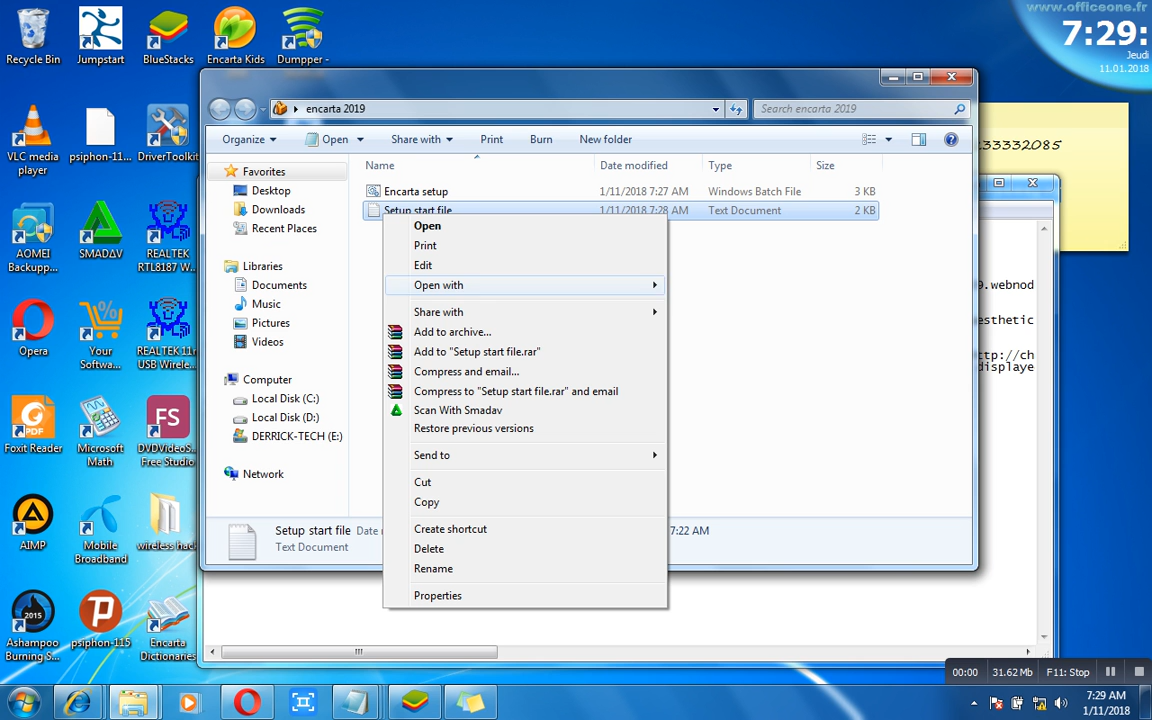 www.officeone.fr
7:29:
Jeudi
11.01.2018
Recycle Bin
Jumpstart
BlueStacks
Encarta Kids
Dumpper -
VLC media player
psiphon-11...
DriverToolkit
AOMEI Backupp...
SMADAV
REALTEK RTL8187 W...
Opera
Your Softwa...
REALTEK 11n USB Wirele...
Foxit Reader
Microsoft Math
DVDVideoS... Free Studio
AIMP
Mobile Broadband
wireless hac
2015
Ashampoo Burning S...
psiphon-115
Encarta Dictionaries
encarta 2019
Search encarta 2019
Organize
Open
Share with
Print
Burn
New folder
Favorites
Desktop
Downloads
Recent Places
Libraries
Documents
Music
Pictures
Videos
Computer
Local Disk (C:)
Local Disk (D:)
DERRICK-TECH (E:)
Network
Name Date modified Type Size
Encarta setup 1/11/2018 7:27 AM Windows Batch File 3 KB
Setup start file 1/11/2018 7:28 AM Text Document 2 KB
Open
Print
Edit
Open with
Share with
Add to archive...
Add to "Setup start file.rar"
Compress and email...
Compress to "Setup start file.rar" and email
Scan With Smadav
Restore previous versions
Send to
Cut
Copy
Create shortcut
Delete
Rename
Properties
Setup start file Date
7:22 AM
Text Document
233332085
9.webnod
esthetic
ttp://ch
displaye
00:00 31.62 Mb F11: Stop
7:29 AM
1/11/2018